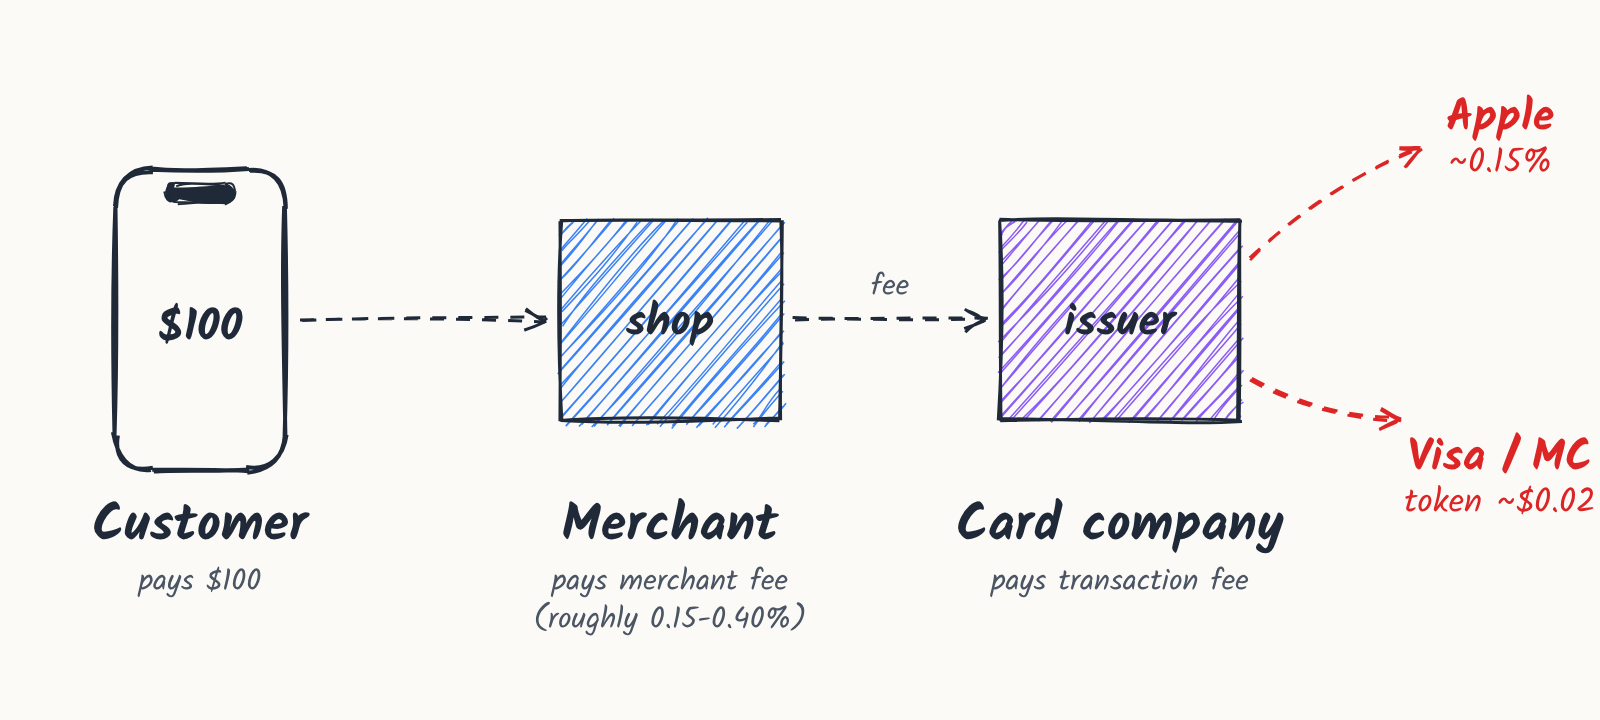 $100
Customer
pays $100
shop
Merchant
pays merchant fee
(roughly 0.15-0.40%)
fee
issuer
Card company
pays transaction fee
Apple
~0.15%
Visa / MC
token ~$0.02